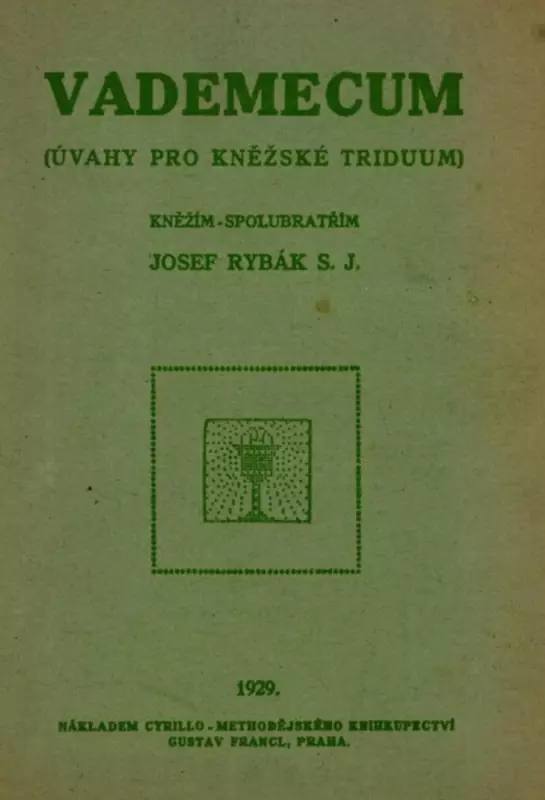 VADEMECUM
(ÚVAHY PRO KNĚŽSKÉ TRIDUUM)
KNĚŽÍM-SPOLUBRATŘÍM
JOSEF RYBÁK S. J.
1929.
NÁKLADEM CYRILLO-METHODĚJSKÉHO KNIHKUPECTVÍ
GUSTAV FRANCL, PRAHA.